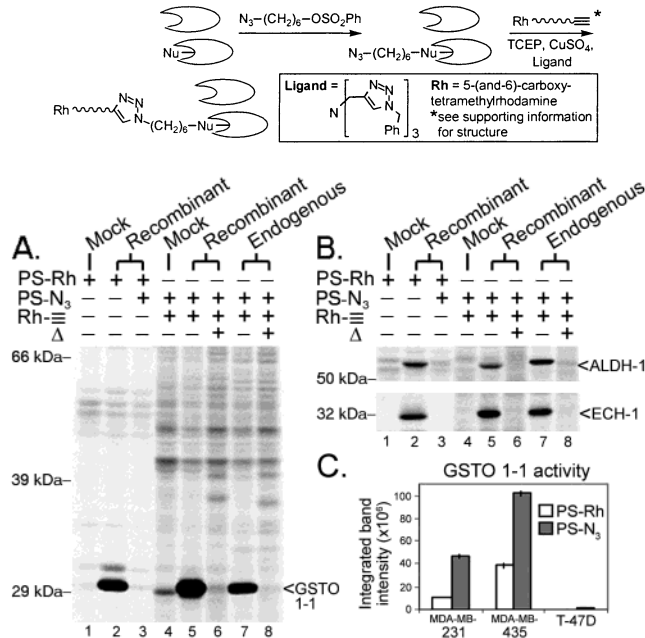 N₃–(CH₂)₆–OSO₂Ph
Rh ≡ *
TCEP, CuSO₄,
Ligand
Nu
N₃–(CH₂)₆–Nu
Rh N=N N (CH₂)₆–Nu
Ligand = N N=N N Ph 3
Rh = 5-(and-6)-carboxy-
tetramethylrhodamine
*see supporting information
for structure
A.
Mock Recombinant Mock Recombinant Endogenous
PS-Rh + + – – – – – –
PS-N₃ – – + + + + + +
Rh-≡ – – – + + + + +
Δ – – – – – + – +
66 kDa–
39 kDa–
29 kDa–
<GSTO
1-1
1 2 3 4 5 6 7 8
B.
Mock Recombinant Mock Recombinant Endogenous
PS-Rh + + – – – – – –
PS-N₃ – – + + + + + +
Rh-≡ – – – + + + + +
Δ – – – – – + – +
50 kDa–
<ALDH-1
32 kDa–
<ECH-1
1 2 3 4 5 6 7 8
C.
GSTO 1-1 activity
Integrated band
intensity (x10⁶)
100
80
60
40
20
0
PS-Rh
PS-N₃
MDA-MB-
231
MDA-MB-
435
T-47D